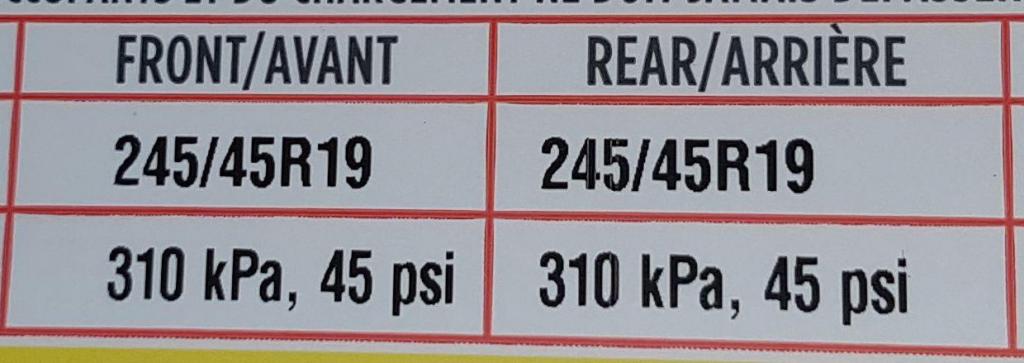 FRONT/AVANT REAR/ARRIÈRE
245/45R19 245/45R19
310 kPa, 45 psi 310 kPa, 45 psi